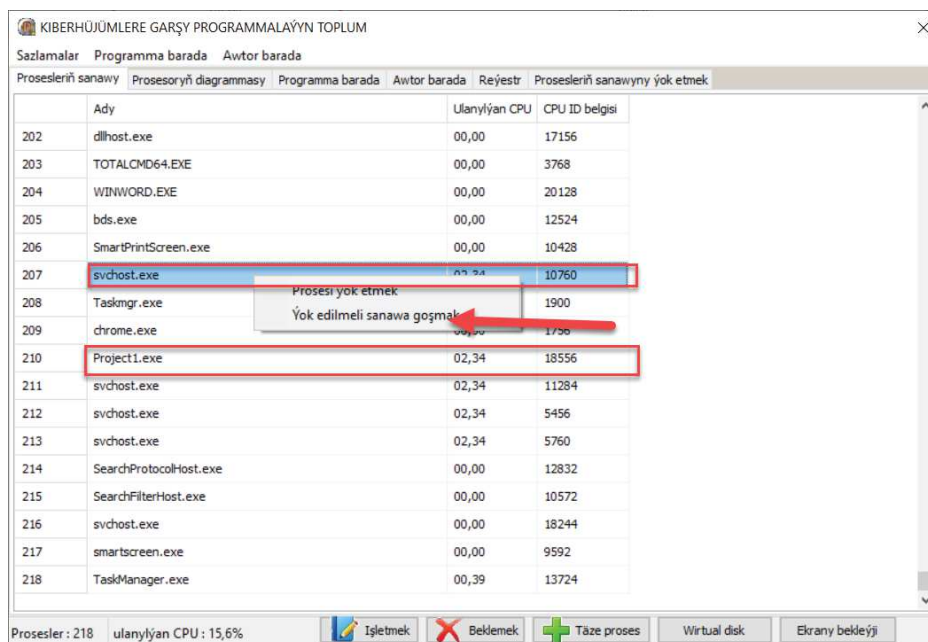 KIBERHÜJÜMLERE GARŞY PROGRAMMALAÝYN TOPLUM
Sazlamalar Programma barada Awtor barada
Prosesleriň sanawy Prosesoryň diagrammasy Programma barada Awtor barada Reýestr Prosesleriň sanawyny ýok etmek
Ady Ulanylýan CPU CPU ID belgisi
202 dllhost.exe 00,00 17156
203 TOTALCMD64.EXE 00,00 3768
204 WINWORD.EXE 00,00 20128
205 bds.exe 00,00 12524
206 SmartPrintScreen.exe 00,00 10428
207 svchost.exe 02,34 10760
Prosesi ýok etmek
208 Taskmgr.exe 1900
Ýok edilmeli sanawa goşmak
209 chrome.exe 00,00 1756
210 Project1.exe 02,34 18556
211 svchost.exe 02,34 11284
212 svchost.exe 02,34 5456
213 svchost.exe 02,34 5760
214 SearchProtocolHost.exe 00,00 12832
215 SearchFilterHost.exe 00,00 10572
216 svchost.exe 00,00 18244
217 smartscreen.exe 00,00 9592
218 TaskManager.exe 00,39 13724
Prosesler : 218 ulanylýan CPU : 15,6% Işletmek Beklemek Täze proses Wirtual disk Ekrany bekleýji